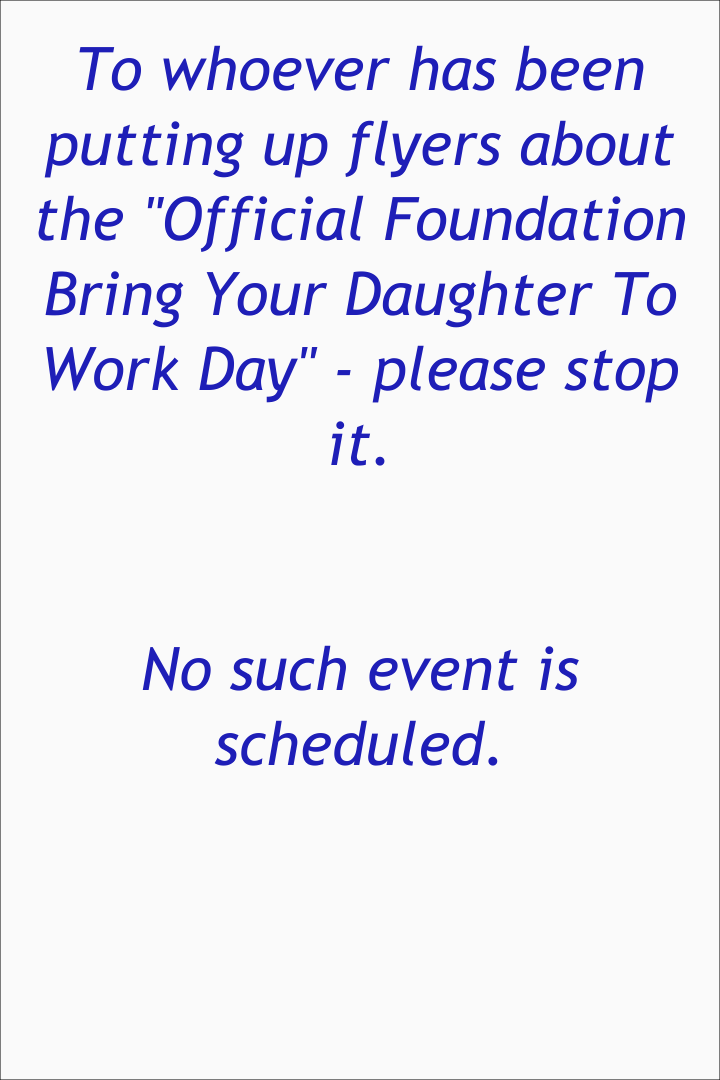 To whoever has been
putting up flyers about
the "Official Foundation
Bring Your Daughter To
Work Day" - please stop
it.
No such event is
scheduled.